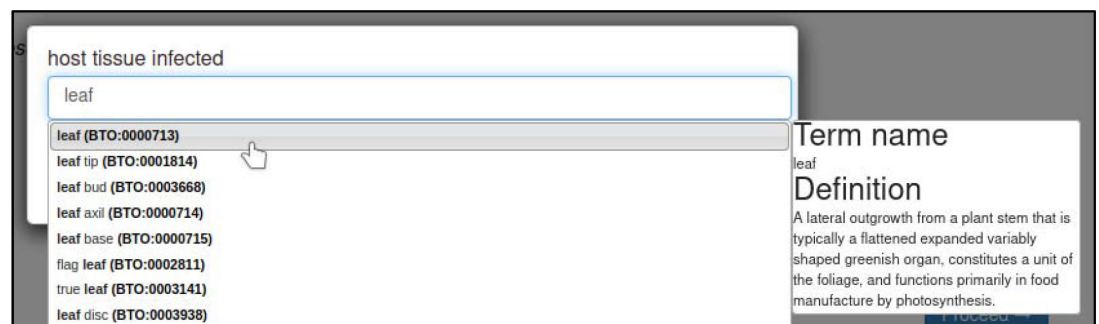 host tissue infected
leaf
leaf (BTO:0000713)
leaf tip (BTO:0001814)
leaf bud (BTO:0003668)
leaf axil (BTO:0000714)
leaf base (BTO:0000715)
flag leaf (BTO:0002811)
true leaf (BTO:0003141)
leaf disc (BTO:0003938)
Term name
leaf
Definition
A lateral outgrowth from a plant stem that is
typically a flattened expanded variably
shaped greenish organ, constitutes a unit of
the foliage, and functions primarily in food
manufacture by photosynthesis.
Proceed